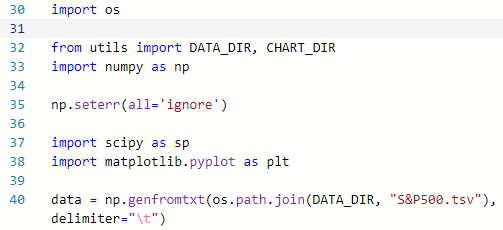 30 import os
31
32 from utils import DATA_DIR, CHART_DIR
33 import numpy as np
34
35 np.seterr(all='ignore')
36
37 import scipy as sp
38 import matplotlib.pyplot as plt
39
40 data = np.genfromtxt(os.path.join(DATA_DIR, "S&P500.tsv"),
delimiter="\t")